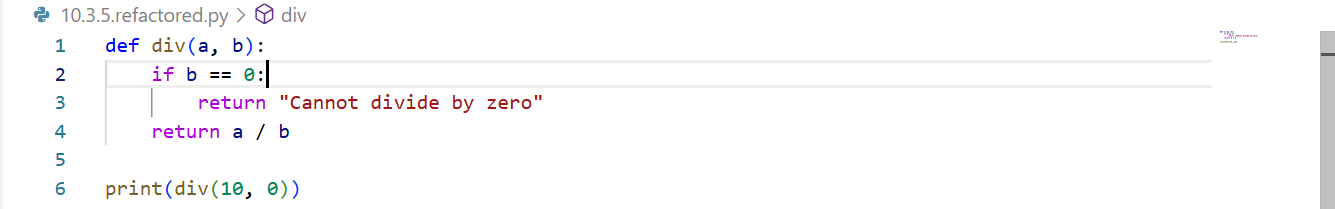 10.3.5.refactored.py > div
1 def div(a, b):
2     if b == 0:
3         return "Cannot divide by zero"
4     return a / b
5
6 print(div(10, 0))